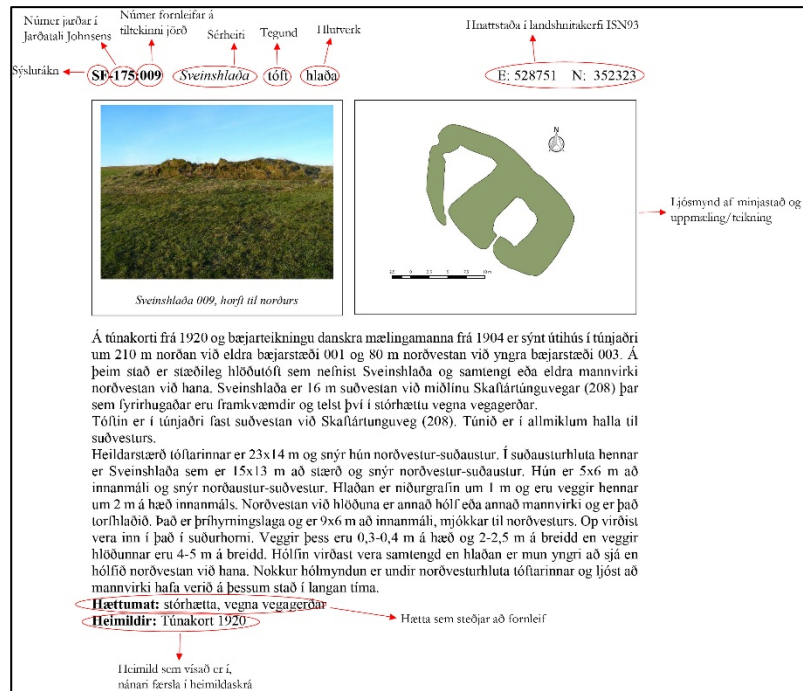 Númer jarðar í
Jarðatali Johnsens
Númer fornleifar á
tiltekinni jörð
Sérheiti
Tegund
Hlutverk
Hnattstaða í landshnitakerfi ISN93
Sýslutákn
SF-175:009 Sveinshlaða tóft hlaða E: 528751 N: 352323
N
10 m
Ljósmynd af minjastað og
uppmæling/teikning
Sveinshlaða 009, horft til norðurs
Á túnakorti frá 1920 og bæjarteikningu danskra mælingamanna frá 1904 er sýnt útihús í túnjaðri
um 210 m norðan við eldra bæjarstæði 001 og 80 m norðvestan við yngra bæjarstæði 003. Á
þeim stað er stæðileg hlöðutóft sem nefnist Sveinshlaða og samtengt eða eldra mannvirki
norðvestan við hana. Sveinshlaða er 16 m suðvestan við miðlínu Skaftártunguvegar (208) þar
sem fyrirhugaðar eru framkvæmdir og telst því í stórhættu vegna vegagerðar.
Tóftin er í túnjaðri fast suðvestan við Skaftártunguveg (208). Túnið er í allmiklum halla til
suðvesturs.
Heildarstærð tóftarinnar er 23x14 m og snýr hún norðvestur-suðaustur. Í suðausturhluta hennar
er Sveinshlaða sem er 15x13 m að stærð og snýr norðvestur-suðaustur. Hún er 5x6 m að
innanmáli og snýr norðaustur-suðvestur. Hlaðan er niðurgrafin um 1 m og eru veggir hennar
um 2 m á hæð innanmáls. Norðvestan við hlöðuna er annað hólf eða annað mannvirki og er það
torfhlaðið. Það er þríhyrningslaga og er 9x6 m að innanmáli, mjókkar til norðvesturs. Op virðist
vera inn í það í suðurhorni. Veggir þess eru 0,3-0,4 m á hæð og 2-2,5 m á breidd en veggir
hlöðunnar eru 4-5 m á breidd. Hólfin virðast vera samtengd en hlaðan er mun yngri að sjá en
hólfið norðvestan við hana. Nokkur hólmyndun er undir norðvesturhluta tóftarinnar og ljóst að
mannvirki hafa verið á þessum stað í langan tíma.
Hættumat: stórhætta, vegna vegagerðar
Heimildir: Túnakort 1920
Hætta sem steðjar að fornleif
Heimild sem vísað er í,
nánari færsla í heimildaskrá